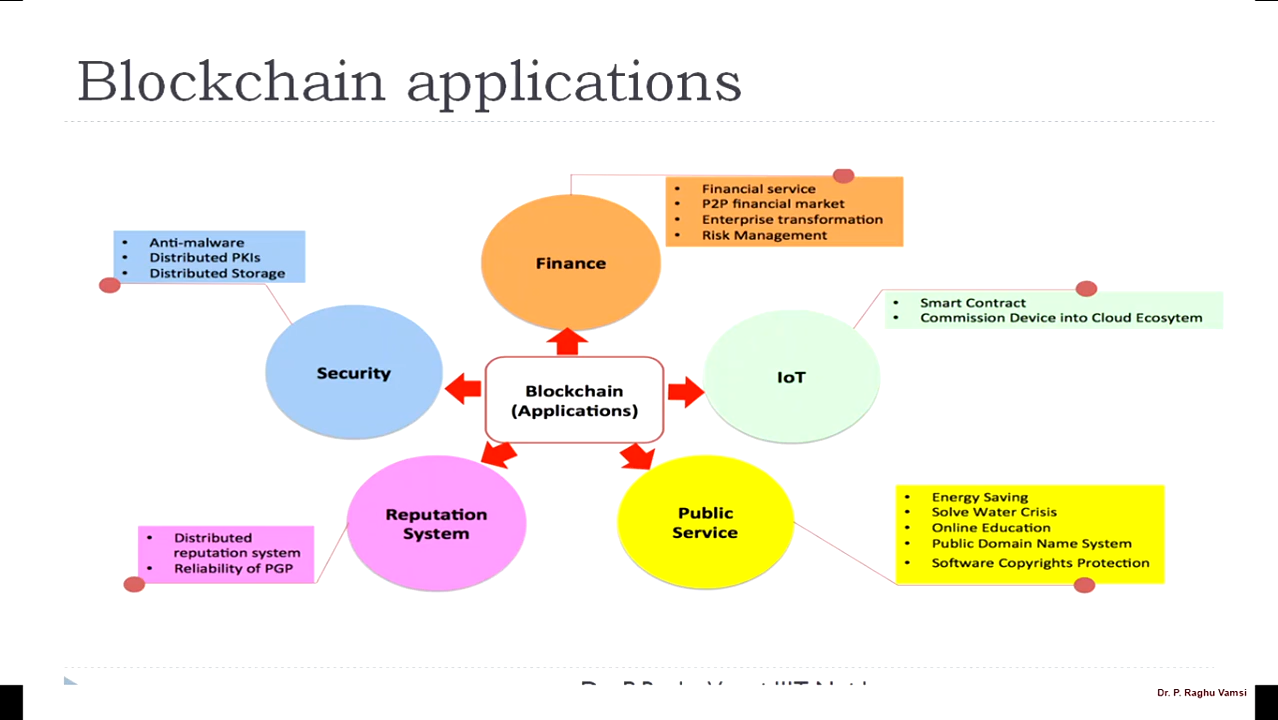 Blockchain applications
• Financial service
• P2P financial market
• Enterprise transformation
• Risk Management
Finance
• Anti-malware
• Distributed PKIs
• Distributed Storage
Security
• Smart Contract
• Commission Device into Cloud Ecosytem
IoT
Blockchain
(Applications)
Reputation
System
• Distributed
reputation system
• Reliability of PGP
Public
Service
• Energy Saving
• Solve Water Crisis
• Online Education
• Public Domain Name System
• Software Copyrights Protection
Dr. P. Raghu Vamsi